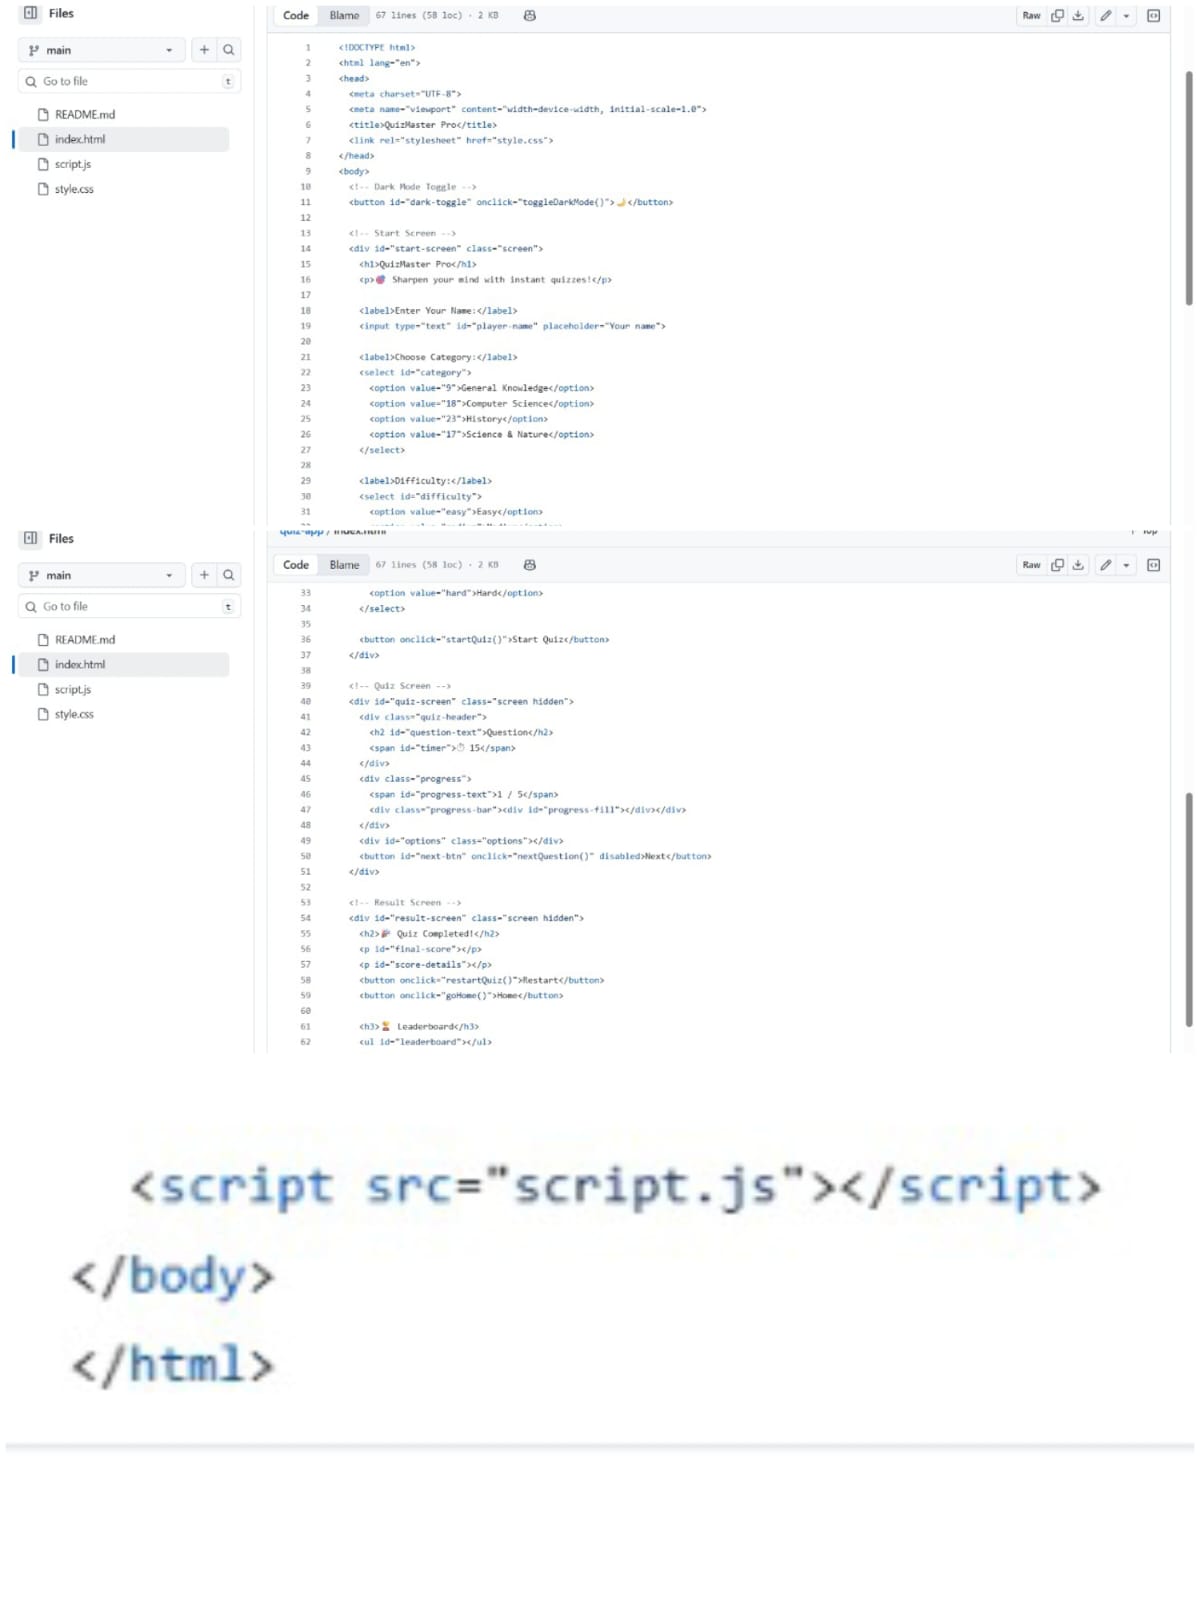 Files
main
Go to file
t
README.md
index.html
script.js
style.css
Code Blame 67 lines (58 loc) · 2 KB
Raw
1 <!DOCTYPE html>
2 <html lang="en">
3 <head>
4 <meta charset="UTF-8">
5 <meta name="viewport" content="width=device-width, initial-scale=1.0">
6 <title>QuizMaster Pro</title>
7 <link rel="stylesheet" href="style.css">
8 </head>
9 <body>
10 <!-- Dark Mode Toggle -->
11 <button id="dark-toggle" onclick="toggleDarkMode()">🌙</button>
12
13 <!-- Start Screen -->
14 <div id="start-screen" class="screen">
15 <h1>QuizMaster Pro</h1>
16 <p>🎯 Sharpen your mind with instant quizzes!</p>
17
18 <label>Enter Your Name:</label>
19 <input type="text" id="player-name" placeholder="Your name">
20
21 <label>Choose Category:</label>
22 <select id="category">
23 <option value="9">General Knowledge</option>
24 <option value="18">Computer Science</option>
25 <option value="23">History</option>
26 <option value="17">Science & Nature</option>
27 </select>
28
29 <label>Difficulty:</label>
30 <select id="difficulty">
31 <option value="easy">Easy</option>
quiz-app / index.html
Top
Files
main
Go to file
t
README.md
index.html
script.js
style.css
Code Blame 67 lines (58 loc) · 2 KB
Raw
33 <option value="hard">Hard</option>
34 </select>
35
36 <button onclick="startQuiz()">Start Quiz</button>
37 </div>
38
39 <!-- Quiz Screen -->
40 <div id="quiz-screen" class="screen hidden">
41 <div class="quiz-header">
42 <h2 id="question-text">Question</h2>
43 <span id="timer">⏱ 15</span>
44 </div>
45 <div class="progress">
46 <span id="progress-text">1 / 5</span>
47 <div class="progress-bar"><div id="progress-fill"></div></div>
48 </div>
49 <div id="options" class="options"></div>
50 <button id="next-btn" onclick="nextQuestion()" disabled>Next</button>
51 </div>
52
53 <!-- Result Screen -->
54 <div id="result-screen" class="screen hidden">
55 <h2>🎉 Quiz Completed!</h2>
56 <p id="final-score"></p>
57 <p id="score-details"></p>
58 <button onclick="restartQuiz()">Restart</button>
59 <button onclick="goHome()">Home</button>
60
61 <h3>🏆 Leaderboard</h3>
62 <ul id="leaderboard"></ul>
<script src="script.js"></script>
</body>
</html>